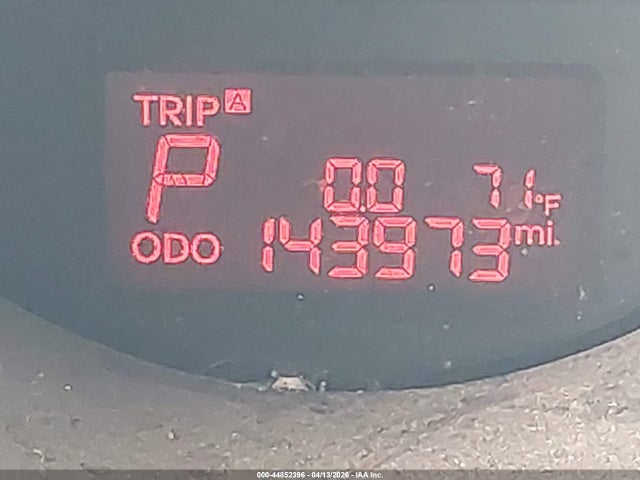 TRIP A
P 0.0 71°F
ODO 143973 mi.
000-44852396 - 04/13/2026 - IAA Inc.